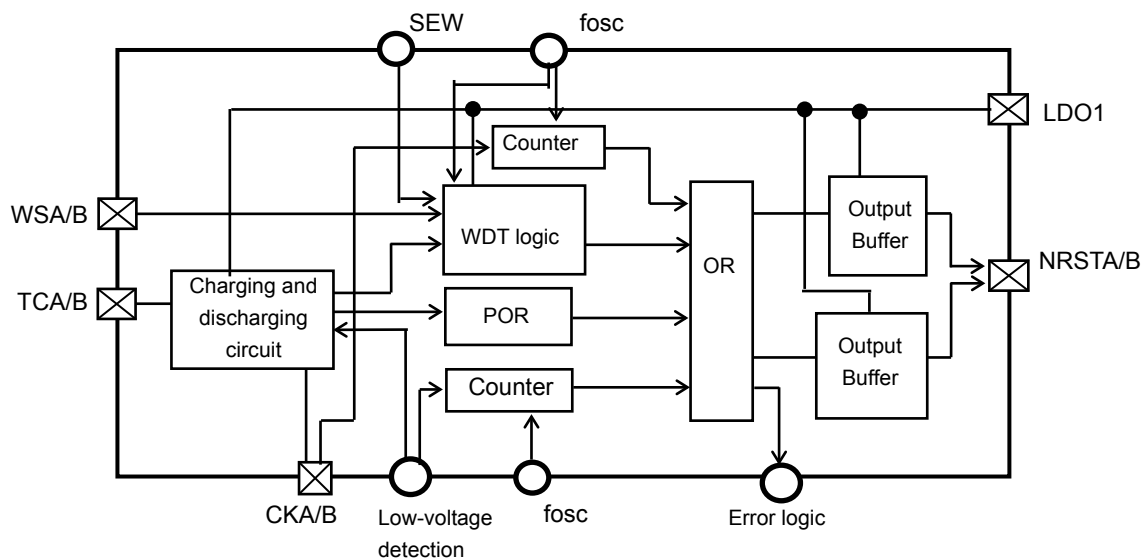 SEW
fosc
LDO1
Counter
WSA/B
WDT logic
Output
Buffer
OR
NRSTA/B
TCA/B
Charging and
discharging
circuit
POR
Output
Buffer
Counter
CKA/B
Low-voltage
detection
fosc
Error logic